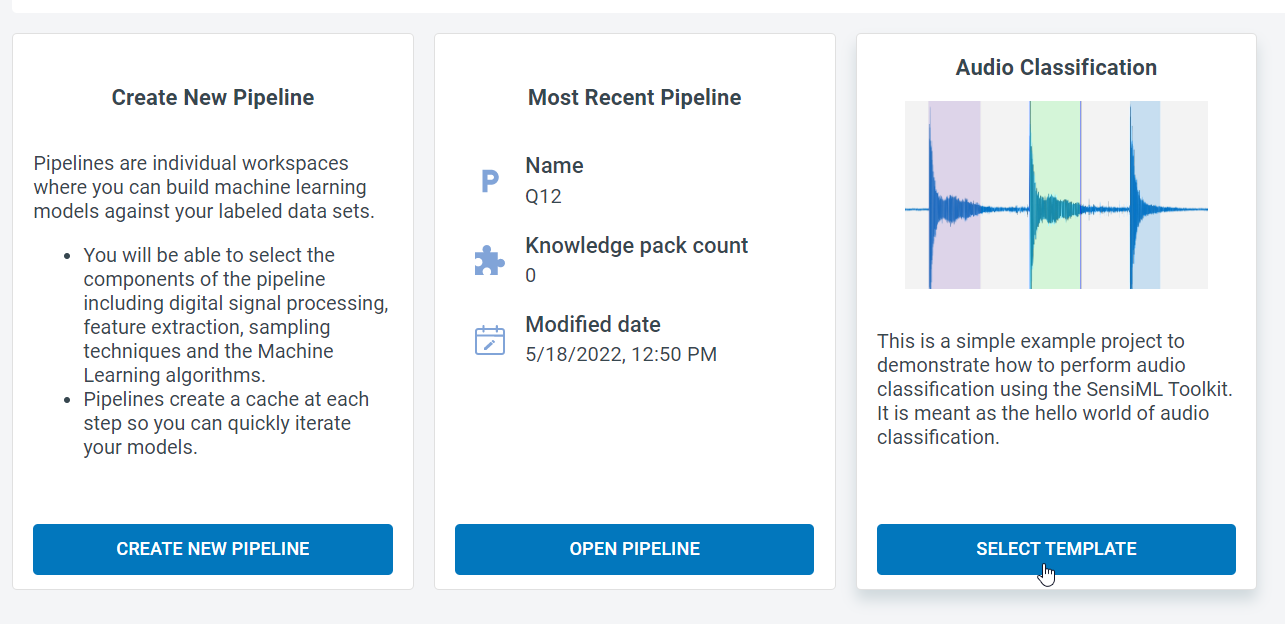 Create New Pipeline
Pipelines are individual workspaces
where you can build machine learning
models against your labeled data sets.
• You will be able to select the
components of the pipeline
including digital signal processing,
feature extraction, sampling
techniques and the Machine
Learning algorithms.
• Pipelines create a cache at each
step so you can quickly iterate
your models.
CREATE NEW PIPELINE
Most Recent Pipeline
P
Name
Q12
Knowledge pack count
0
Modified date
5/18/2022, 12:50 PM
OPEN PIPELINE
Audio Classification
This is a simple example project to
demonstrate how to perform audio
classification using the SensiML Toolkit.
It is meant as the hello world of audio
classification.
SELECT TEMPLATE